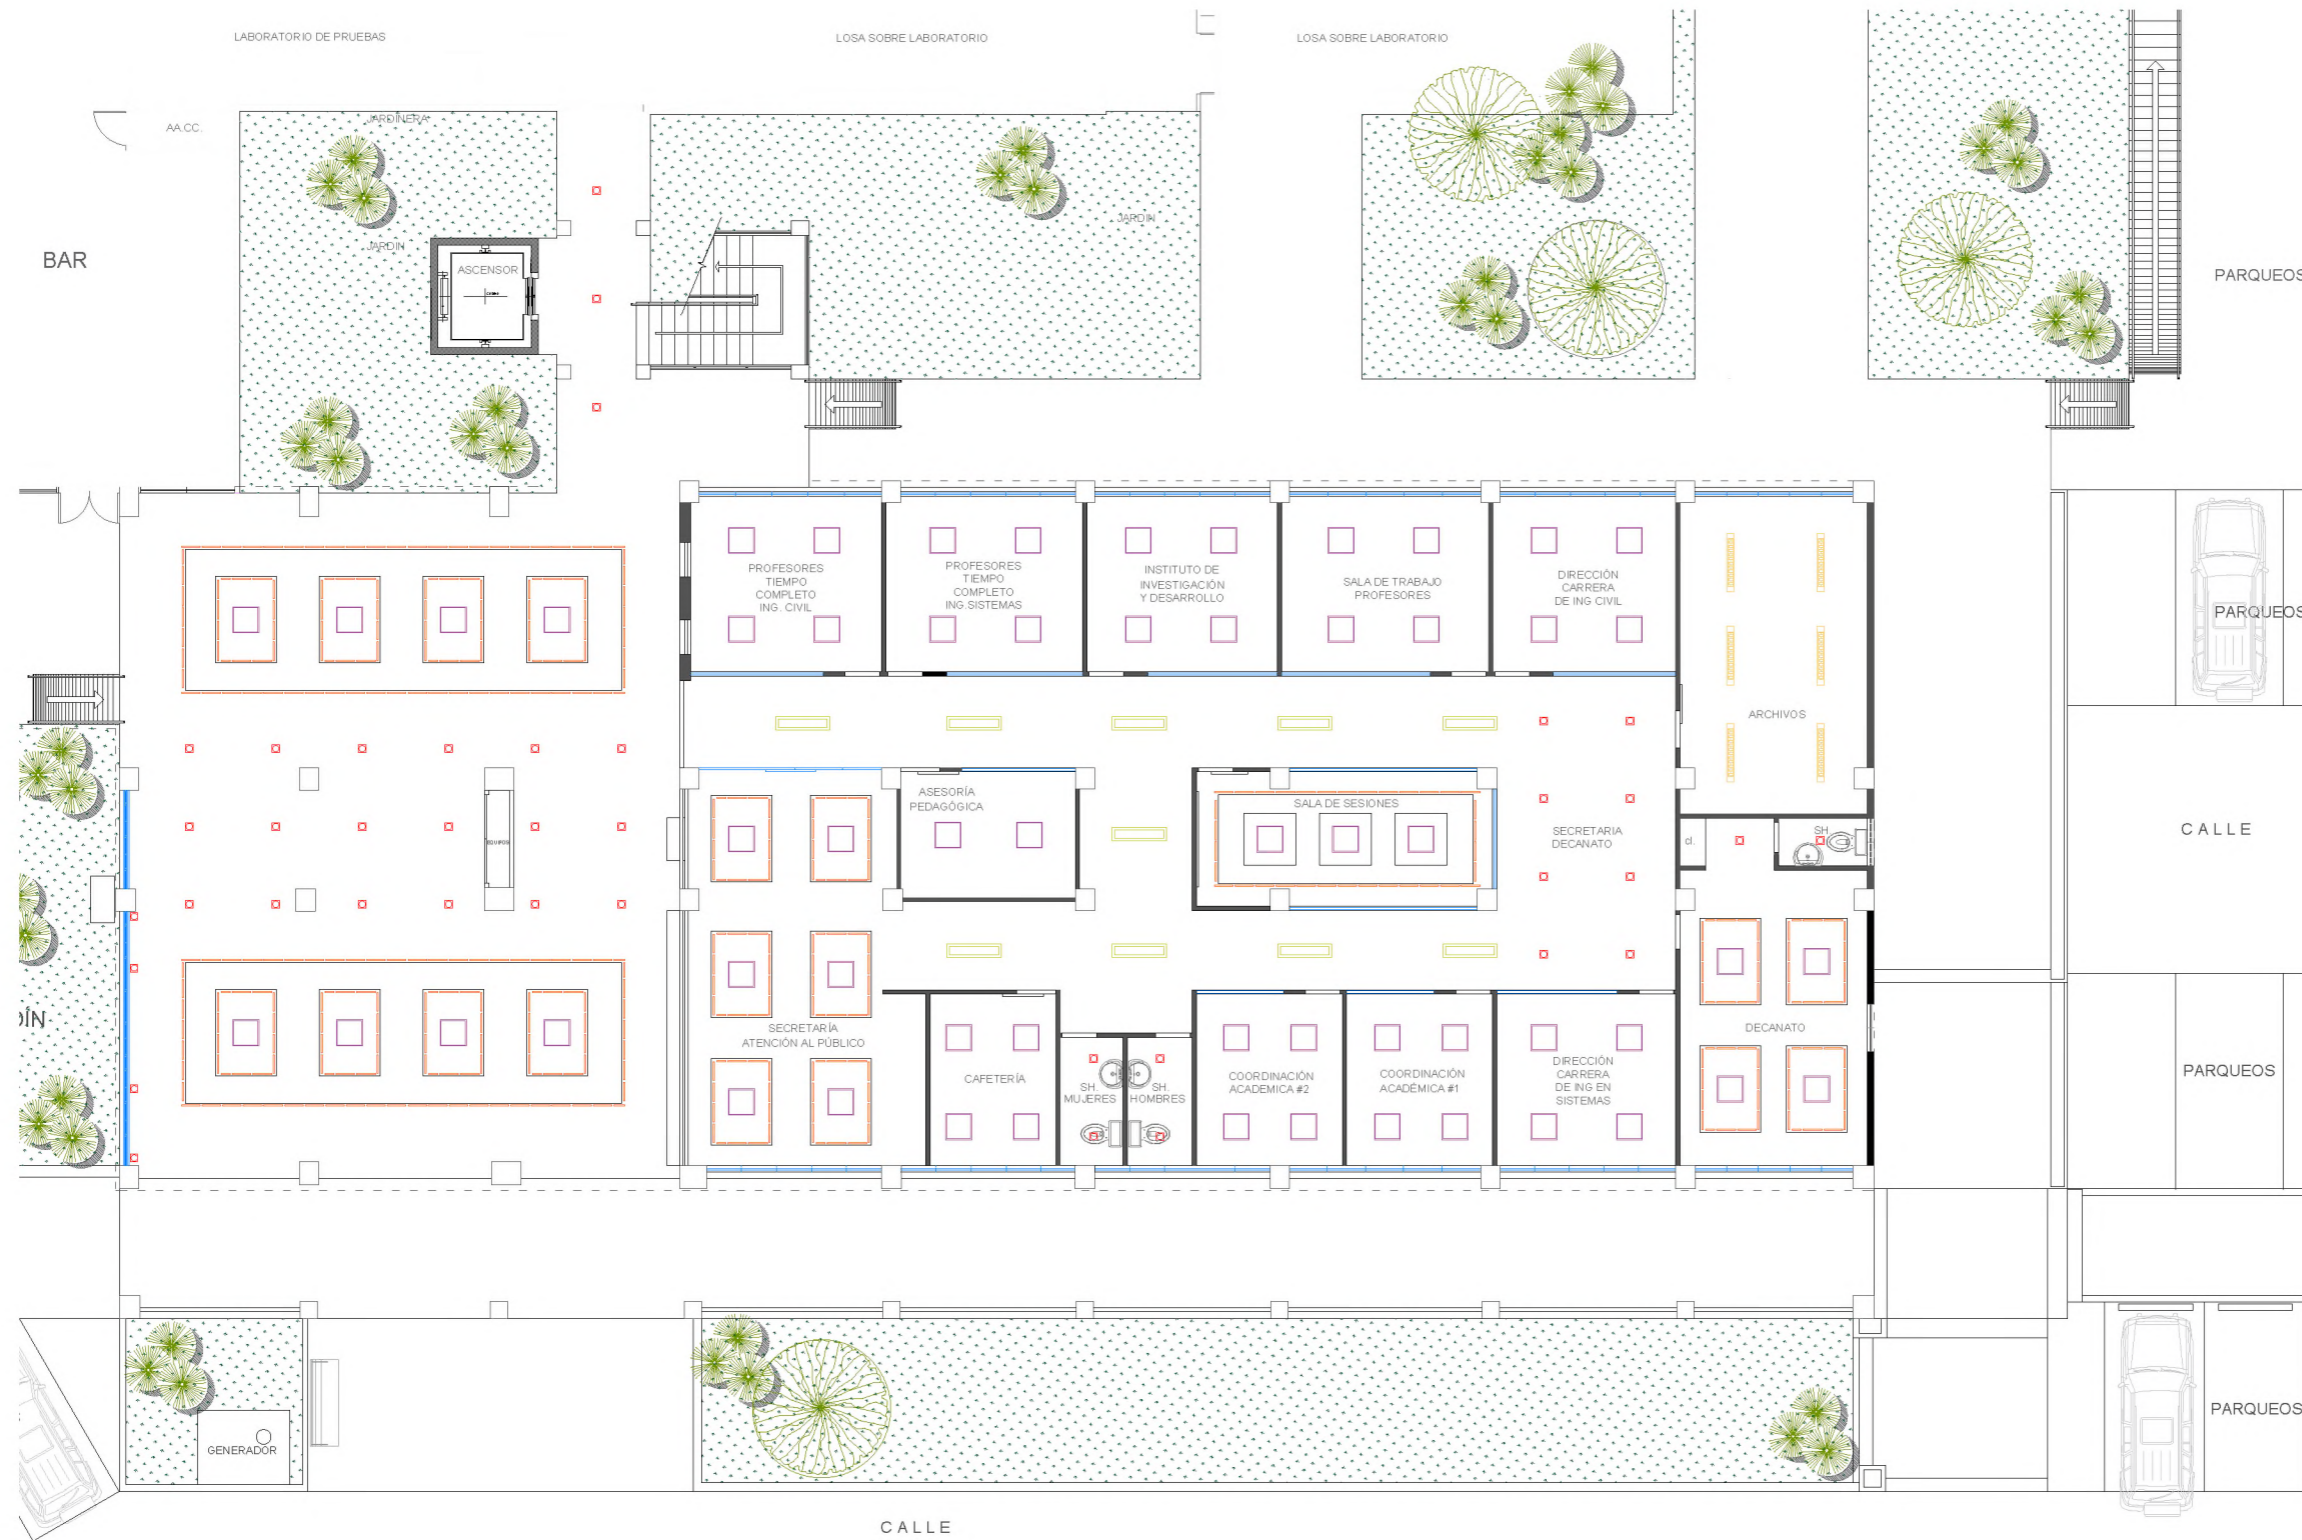 LABORATORIO DE PRUEBAS
LOSA SOBRE LABORATORIO
LOSA SOBRE LABORATORIO
AA.CC.
JARDINERA
JARDIN
JARDIN
BAR
ASCENSOR
PARQUEOS
PROFESORES
TIEMPO
COMPLETO
ING. CIVIL
PROFESORES
TIEMPO
COMPLETO
ING.SISTEMAS
INSTITUTO DE
INVESTIGACIÓN
Y DESARROLLO
SALA DE TRABAJO
PROFESORES
DIRECCIÓN
CARRERA
DE ING CIVIL
PARQUEOS
ARCHIVOS
ASESORÍA
PEDAGÓGICA
SALA DE SESIONES
SECRETARIA
DECANATO
cl.
SH
CALLE
EQUIPOS
SECRETARÍA
ATENCIÓN AL PÚBLICO
CAFETERÍA
SH.
MUJERES
SH.
HOMBRES
COORDINACIÓN
ACADEMICA #2
COORDINACIÓN
ACADÉMICA #1
DIRECCIÓN
CARRERA
DE ING EN
SISTEMAS
DECANATO
PARQUEOS
GENERADOR
PARQUEOS
CALLE